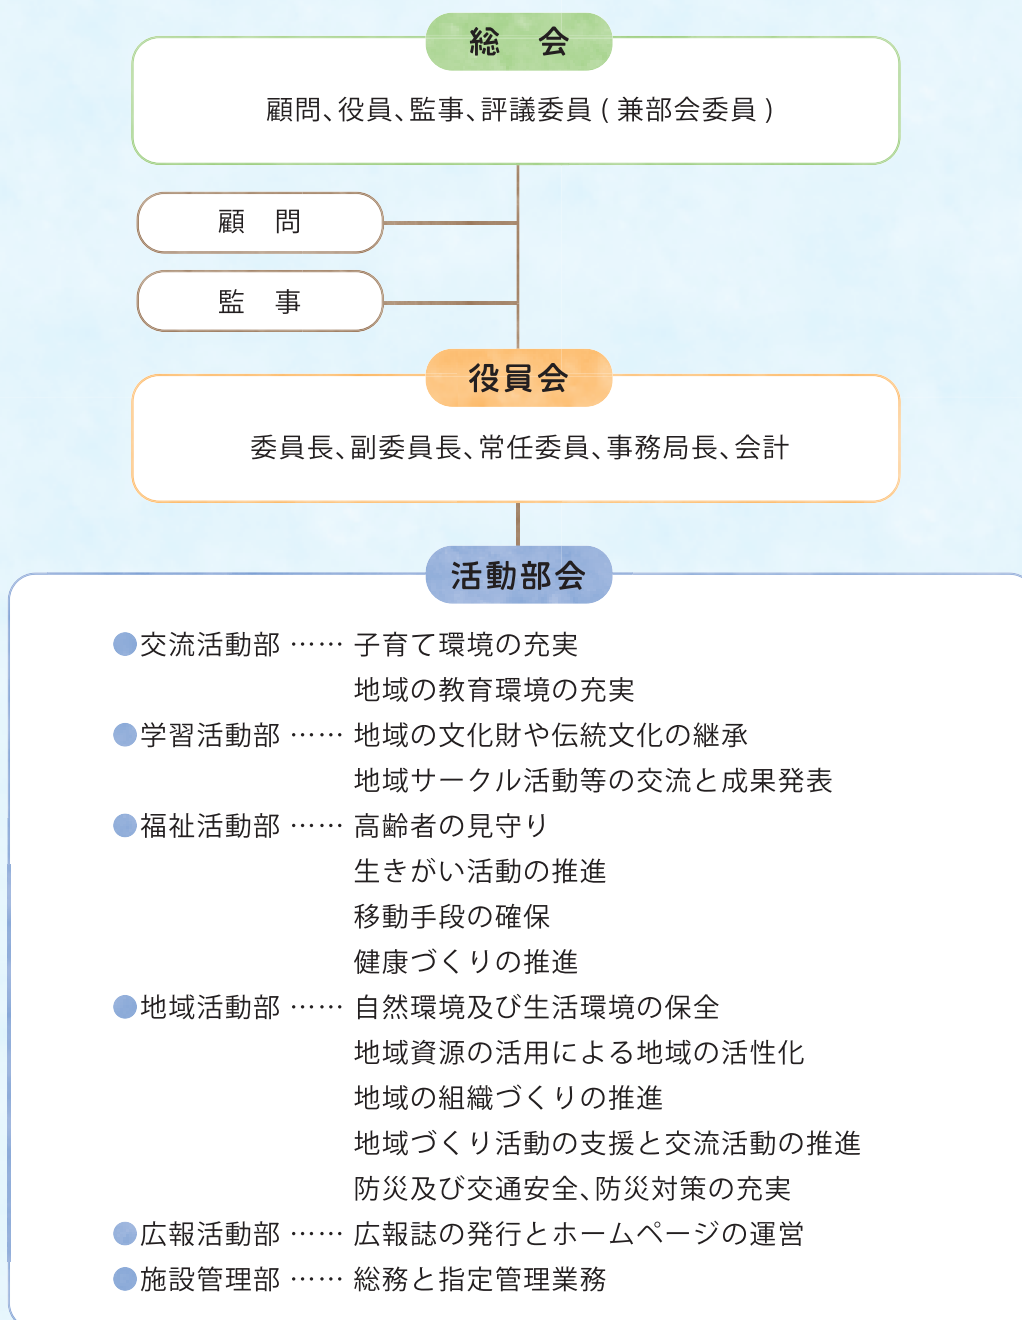 総　会
顧問、役員、監事、評議委員(兼部会委員)
顧　問
監　事
役員会
委員長、副委員長、常任委員、事務局長、会計
活動部会
●交流活動部 …… 子育て環境の充実
地域の教育環境の充実
●学習活動部 …… 地域の文化財や伝統文化の継承
地域サークル活動等の交流と成果発表
●福祉活動部 …… 高齢者の見守り
生きがい活動の推進
移動手段の確保
健康づくりの推進
●地域活動部 …… 自然環境及び生活環境の保全
地域資源の活用による地域の活性化
地域の組織づくりの推進
地域づくり活動の支援と交流活動の推進
防災及び交通安全、防災対策の充実
●広報活動部 …… 広報誌の発行とホームページの運営
●施設管理部 …… 総務と指定管理業務